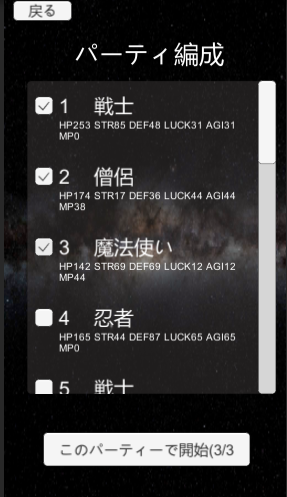 戻る
パーティ編成
1 戦士
HP253 STR85 DEF48 LUCK31 AGI31
MP0
2 僧侶
HP174 STR17 DEF36 LUCK44 AGI44
MP38
3 魔法使い
HP142 STR69 DEF69 LUCK12 AGI12
MP44
4 忍者
HP165 STR44 DEF87 LUCK65 AGI65
MP0
5 戦士
このパーティーで開始(3/3